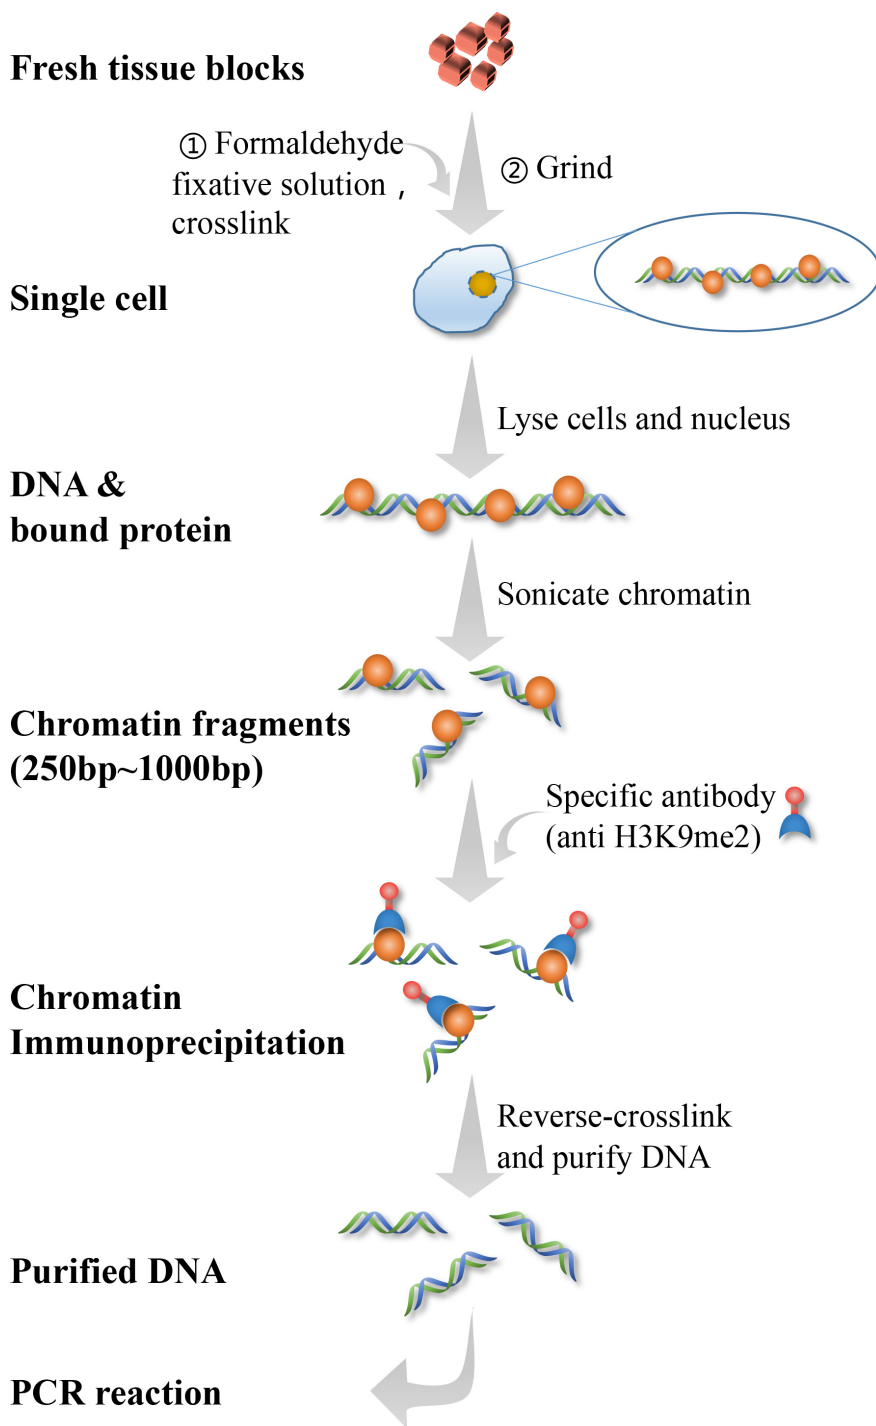 Fresh tissue blocks
① Formaldehyde
fixative solution ,
crosslink
② Grind
Single cell
Lyse cells and nucleus
DNA &
bound protein
Sonicate chromatin
Chromatin fragments
(250bp~1000bp)
Specific antibody
(anti H3K9me2)
Chromatin
Immunoprecipitation
Reverse-crosslink
and purify DNA
Purified DNA
PCR reaction